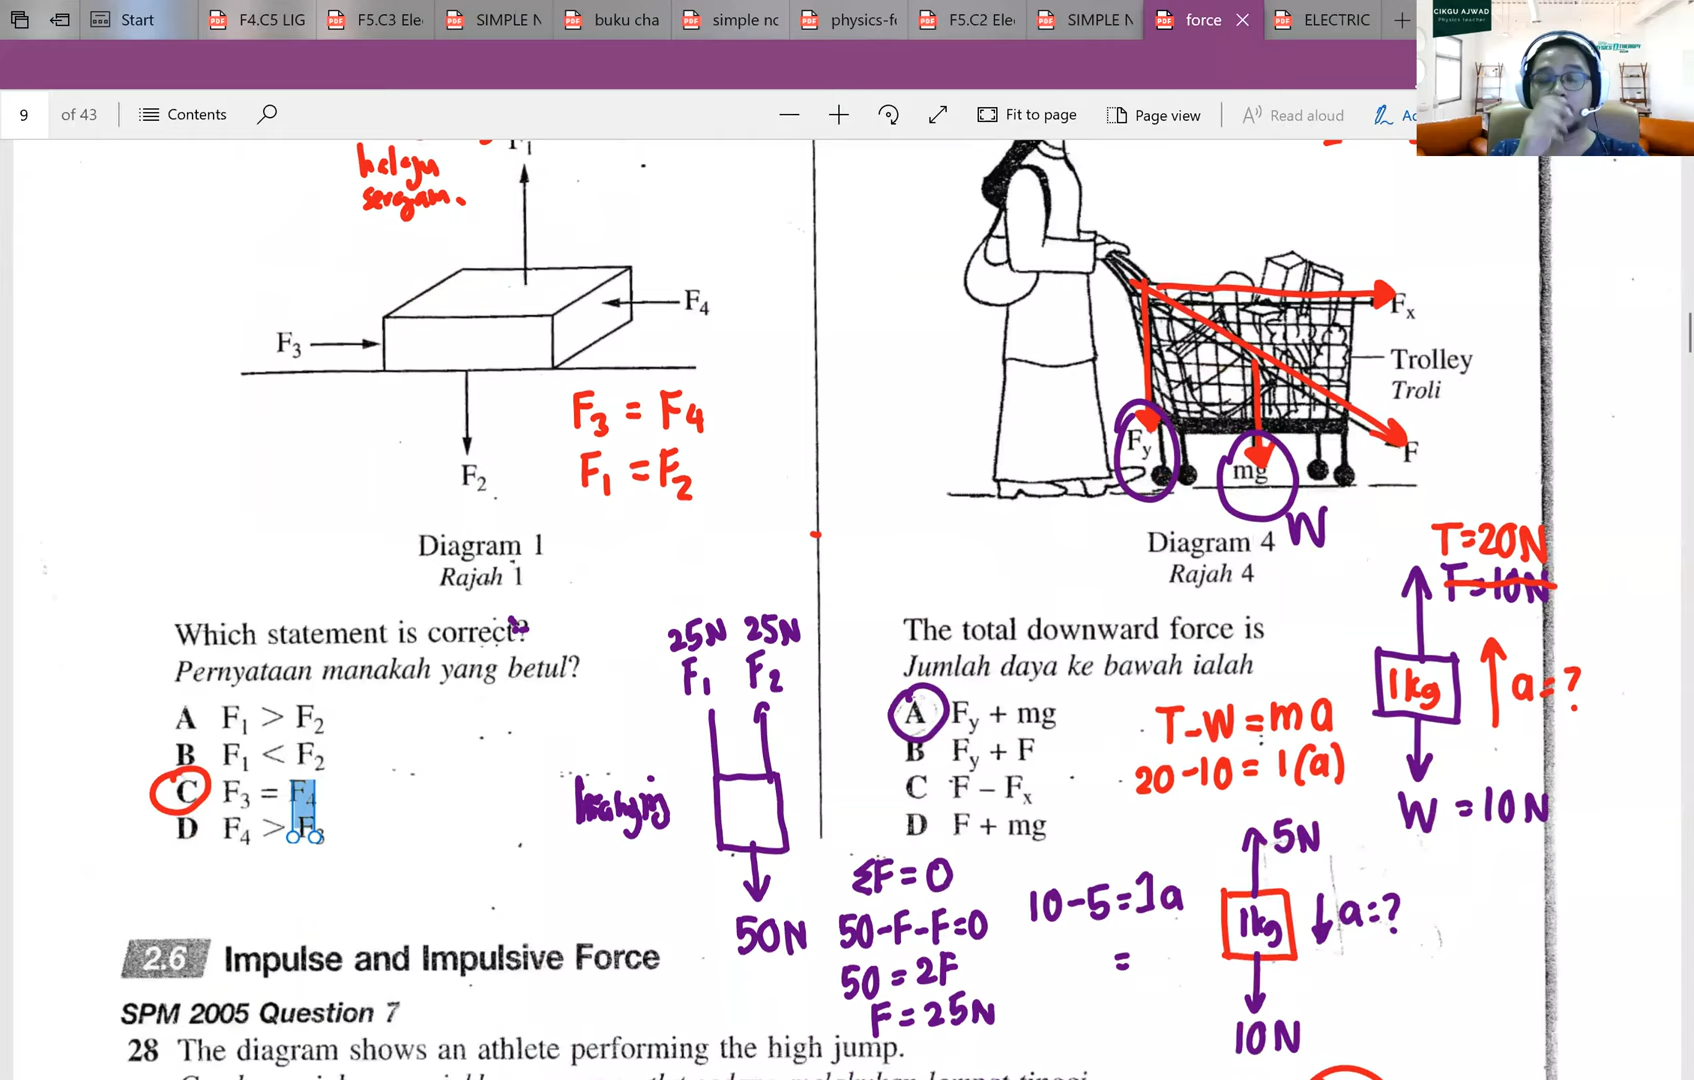 Start
F4.C5 LIG
F5.C3 Ele
SIMPLE N
buku cha
simple nc
physics-f
F5.C2 Ele
SIMPLE N
force
ELECTRIC
CIKGU AJWAD
Physics teacher
9 of 43
Contents
Fit to page
Page view
Read aloud
F₁
helaju
seragam.
F₃
F₄
F₂
F₃ = F₄
F₁ = F₂
Diagram 1
Rajah 1
Which statement is correct?
Pernyataan manakah yang betul?
A F₁ > F₂
B F₁ < F₂
C F₃ = F₄
D F₄ > F₃
25N 25N
F₁ F₂
50N
Fₓ
Trolley
Troli
F
Fy
mg
W
Diagram 4
Rajah 4
The total downward force is
Jumlah daya ke bawah ialah
A Fy + mg
B Fy + F
C F – Fₓ
D F + mg
T=20N
T=10N
1kg
a=?
W=10N
T-W=ma
20-10=1(a)
ΣF=0
50-F-F=0
50=2F
F=25N
10-5=1a
=
5N
1kg
a=?
10N
2.6 Impulse and Impulsive Force
SPM 2005 Question 7
28 The diagram shows an athlete performing the high jump.